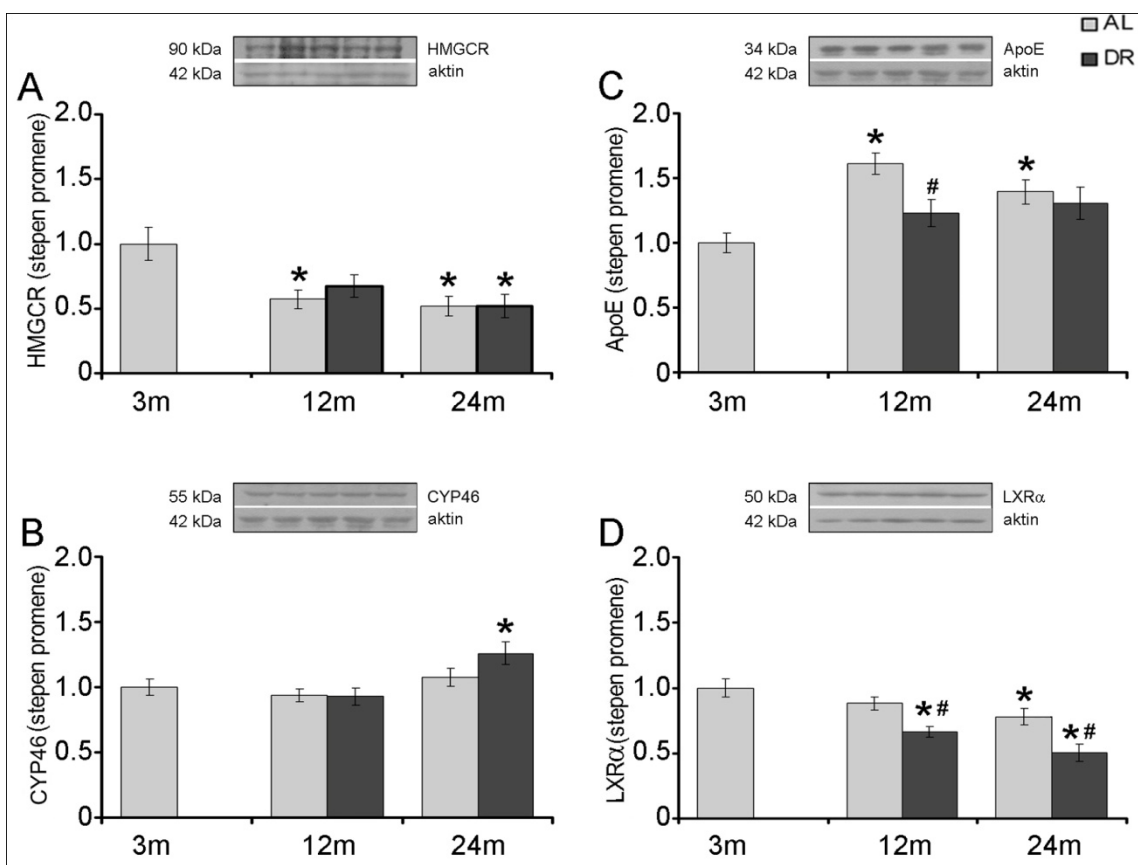 AL
DR
A
90 kDa
HMGCR
42 kDa
aktin
HMGCR (stepen promene)
2.0
1.5
1.0
0.5
0
*
*
*
3m
12m
24m
C
34 kDa
ApoE
42 kDa
aktin
ApoE (stepen promene)
2.0
1.5
1.0
0.5
0
*
#
*
3m
12m
24m
B
55 kDa
CYP46
42 kDa
aktin
CYP46 (stepen promene)
2.0
1.5
1.0
0.5
0
*
3m
12m
24m
D
50 kDa
LXRα
42 kDa
aktin
LXRα (stepen promene)
2.0
1.5
1.0
0.5
0
*#
*
*#
3m
12m
24m